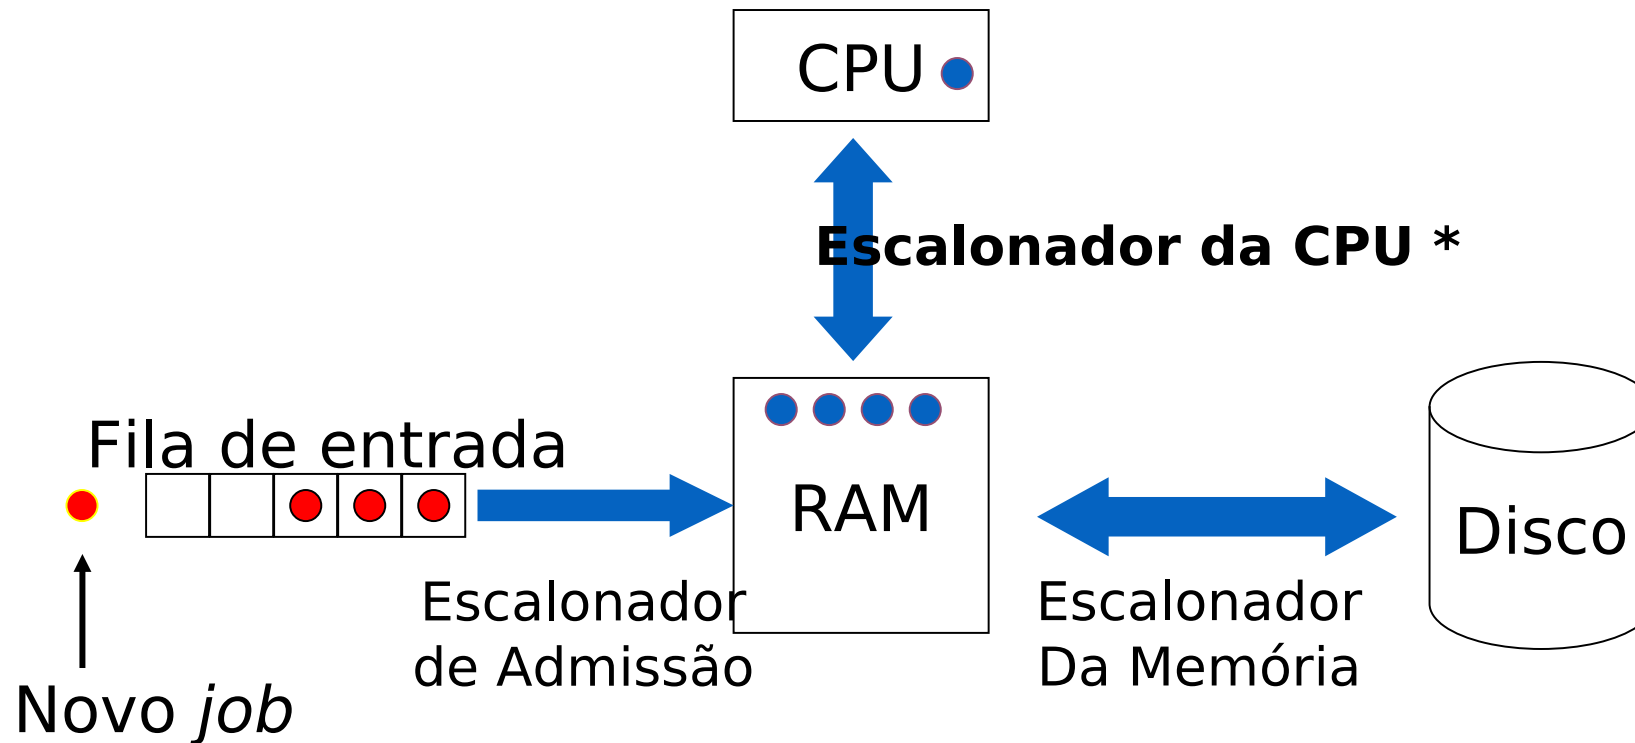 CPU
Escalonador da CPU *
Fila de entrada
RAM
Disco
Escalonador
de Admissão
Escalonador
Da Memória
Novo job